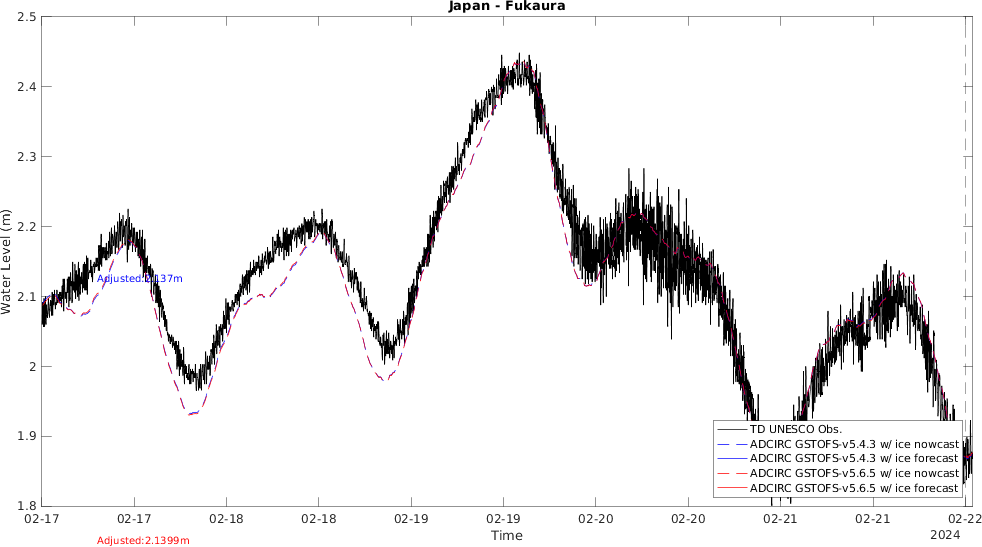 Japan - Fukaura
2.5
2.4
2.3
2.2
2.1
2
1.9
1.8
Water Level (m)
Adjusted:2.137m
TD UNESCO Obs.
ADCIRC GSTOFS-v5.4.3 w/ ice nowcast
ADCIRC GSTOFS-v5.4.3 w/ ice forecast
ADCIRC GSTOFS-v5.6.5 w/ ice nowcast
ADCIRC GSTOFS-v5.6.5 w/ ice forecast
02-17 02-17 02-18 02-18 02-19 02-19 02-20 02-20 02-21 02-21 02-22
Time
2024
Adjusted:2.1399m